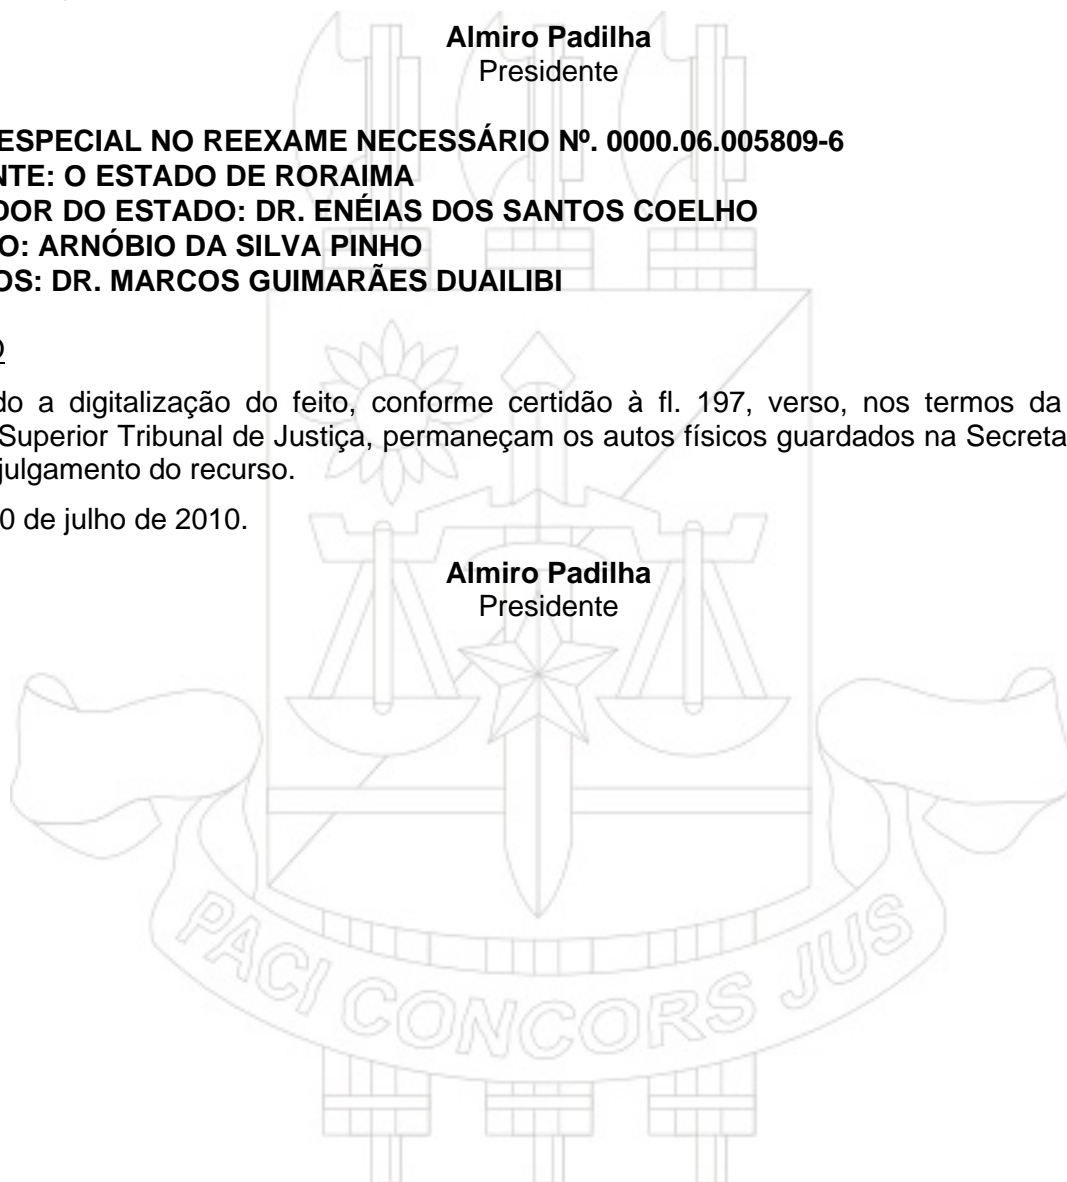 Almiro Padilha
Presidente
ESPECIAL NO REEXAME NECESSÁRIO Nº. 0000.06.005809-6
NTE: O ESTADO DE RORAIMA
DOR DO ESTADO: DR. ENÉIAS DOS SANTOS COELHO
O: ARNÓBIO DA SILVA PINHO
OS: DR. MARCOS GUIMARÃES DUAILIBI
O
do a digitalização do feito, conforme certidão à fl. 197, verso, nos termos da
Superior Tribunal de Justiça, permaneçam os autos físicos guardados na Secreta
julgamento do recurso.
0 de julho de 2010.
Almiro Padilha
Presidente
PACI CONCORS JUS